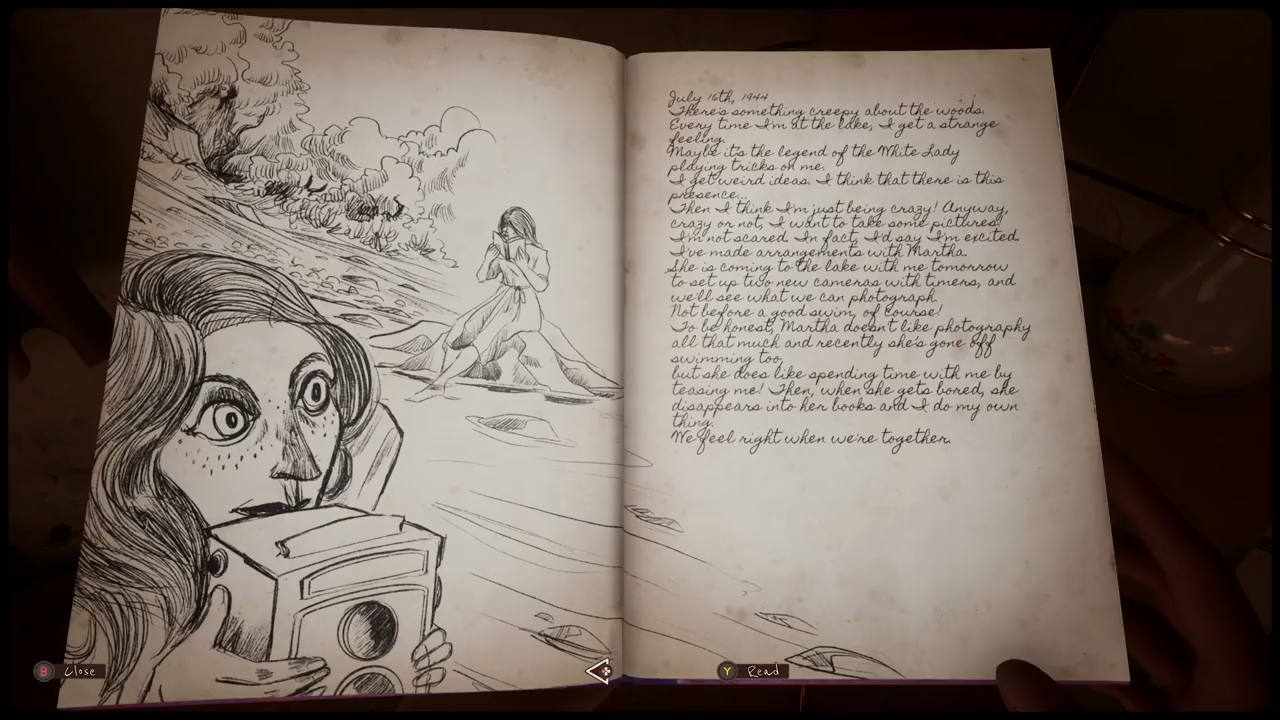 July 16th, 1944
There's something creepy about the woods.
Every time I'm at the lake, I get a strange
feeling.
Maybe it's the legend of the White Lady
playing tricks on me.
I get weird ideas. I think that there is this
presence...
Then I think I'm just being crazy! Anyway,
crazy or not, I want to take some pictures.
I'm not scared. In fact, I'd say I'm excited.
I've made arrangements with Martha.
She is coming to the lake with me tomorrow
to set up two new cameras with timers, and
we'll see what we can photograph.
Not before a good swim, of course!
To be honest, Martha doesn't like photography
all that much and recently she's gone off
swimming too,
but she does like spending time with me by
teasing me! Then, when she gets bored, she
disappears into her books and I do my own
thing.
We feel right when we're together.
B Close
Y Read